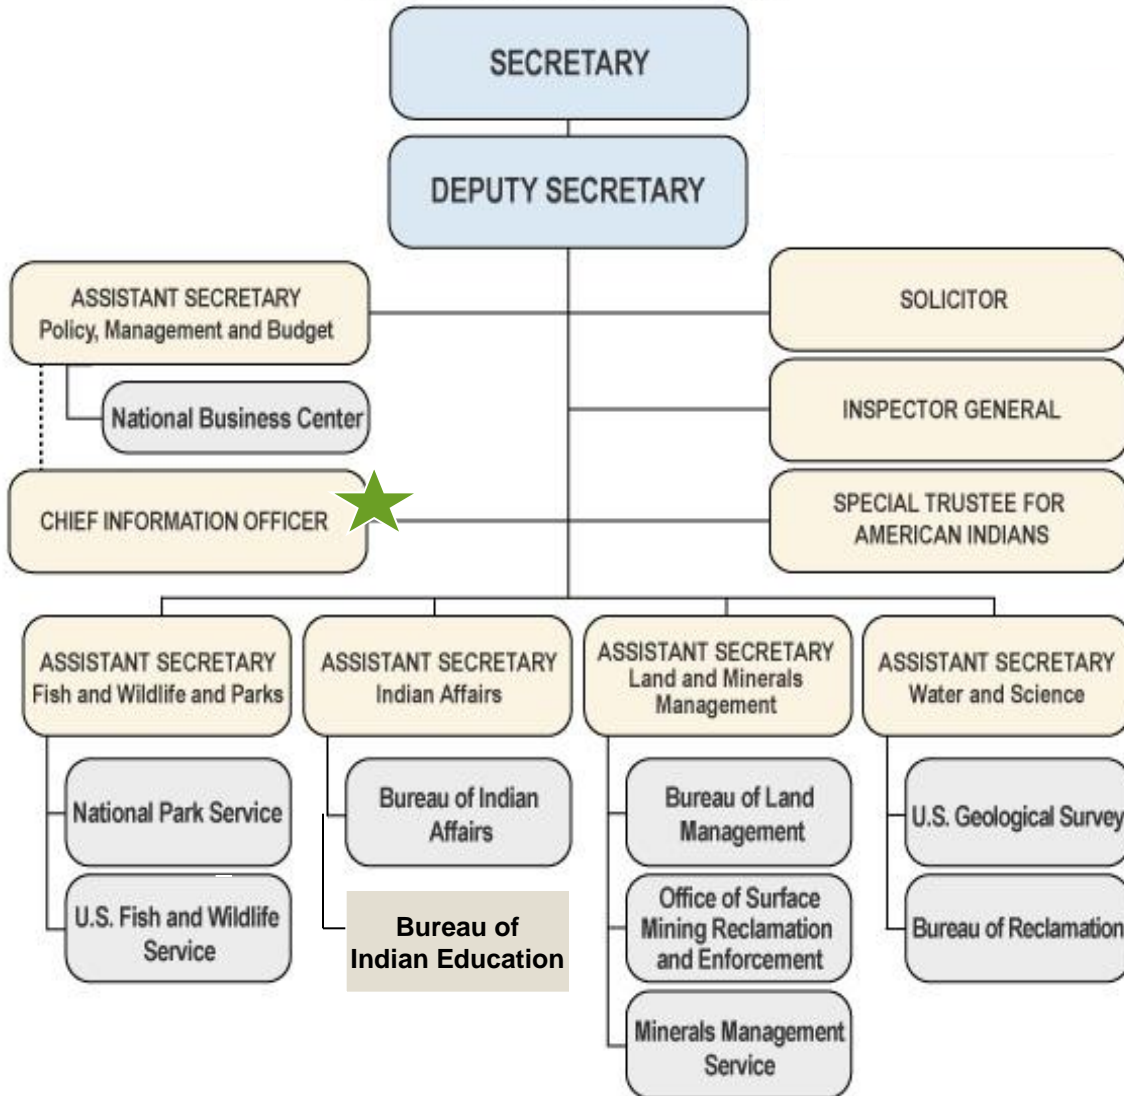 SECRETARY
DEPUTY SECRETARY
ASSISTANT SECRETARY
Policy, Management and Budget
SOLICITOR
National Business Center
INSPECTOR GENERAL
CHIEF INFORMATION OFFICER
SPECIAL TRUSTEE FOR
AMERICAN INDIANS
ASSISTANT SECRETARY
Fish and Wildlife and Parks
National Park Service
U.S. Fish and Wildlife
Service
ASSISTANT SECRETARY
Indian Affairs
Bureau of Indian
Affairs
Bureau of
Indian Education
ASSISTANT SECRETARY
Land and Minerals
Management
Bureau of Land
Management
Office of Surface
Mining Reclamation
and Enforcement
Minerals Management
Service
ASSISTANT SECRETARY
Water and Science
U.S. Geological Survey
Bureau of Reclamation